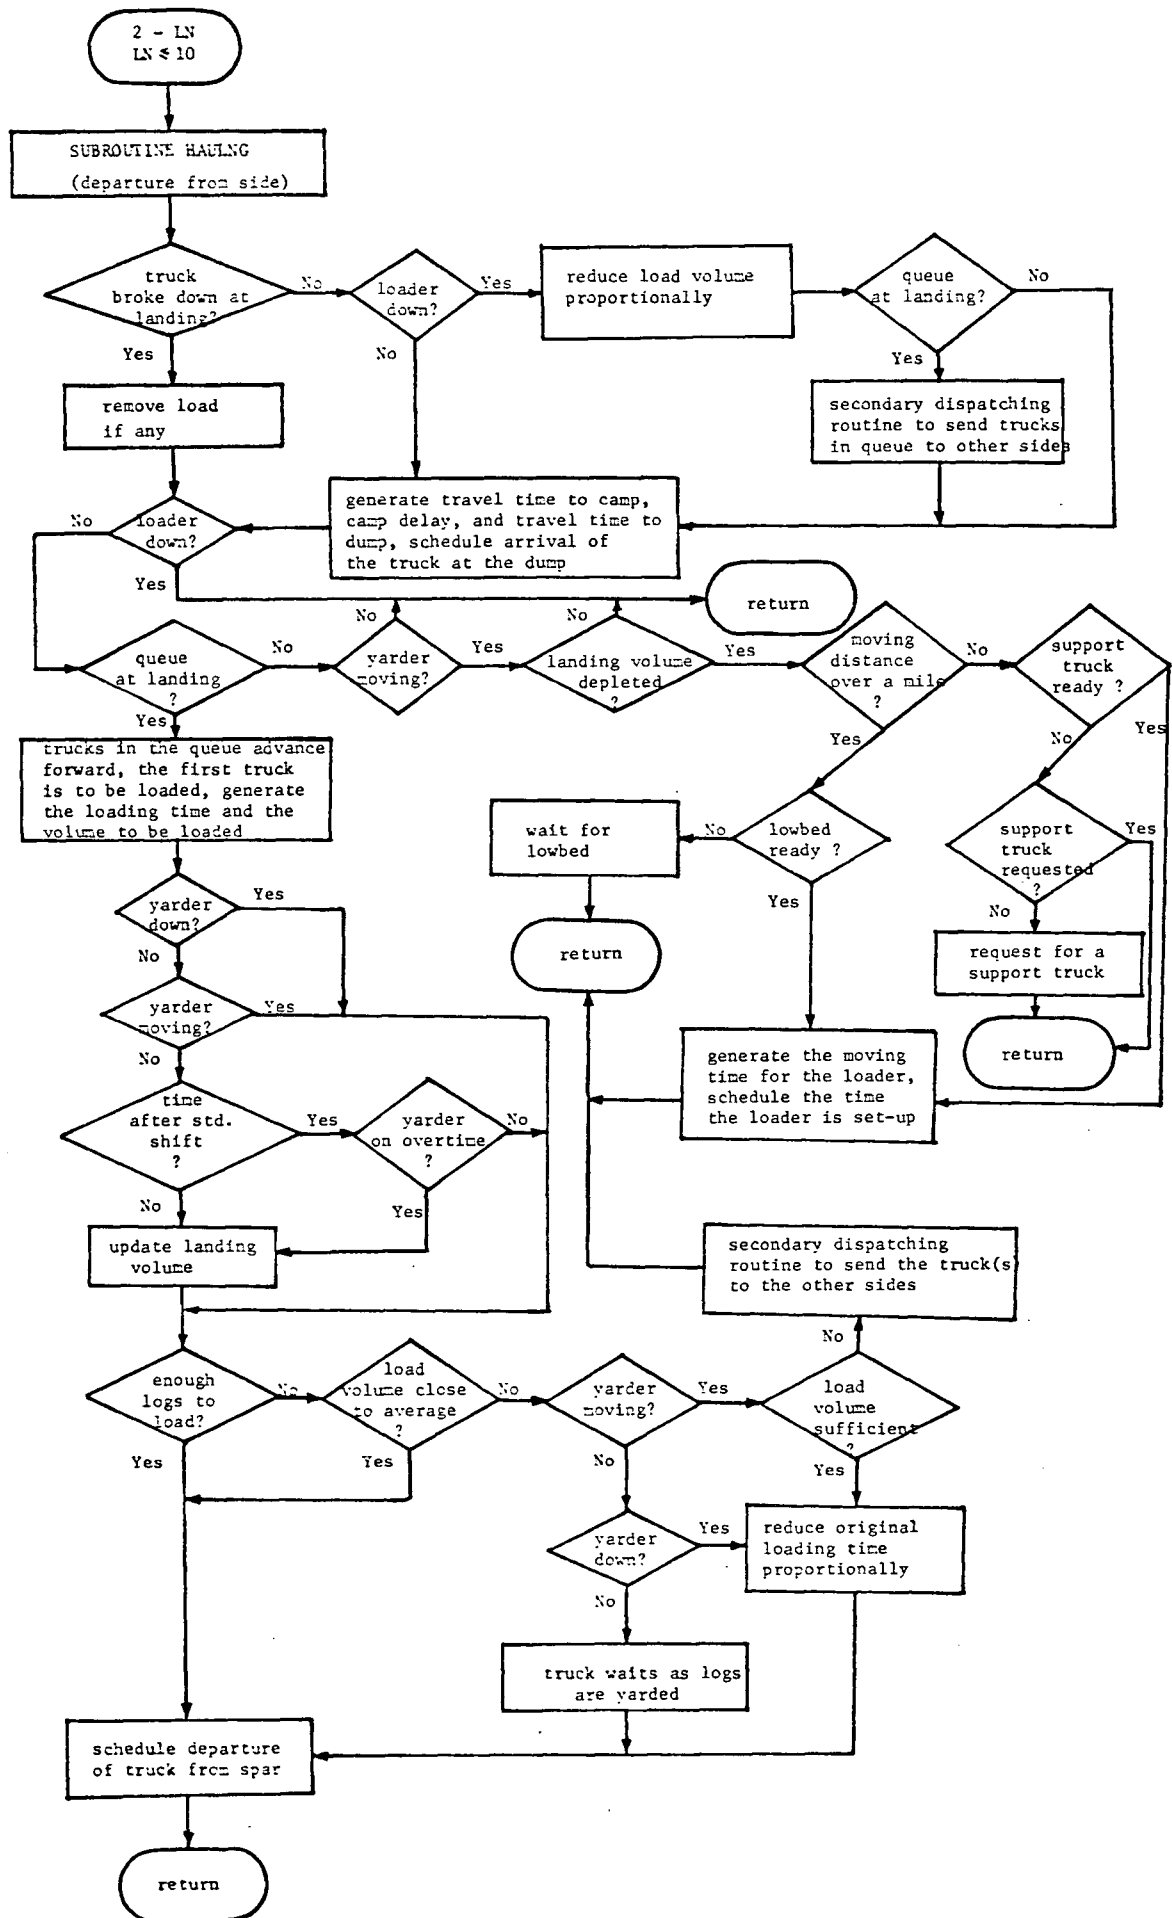 2 - LN
LN ≤ 10
SUBROUTINE HAULNG
(departure from side)
truck
broke down at
landing?
No
Yes
loader
down?
Yes
No
reduce load volume
proportionally
queue
at landing?
No
Yes
remove load
if any
secondary dispatching
routine to send trucks
in queue to other sides
generate travel time to camp,
camp delay, and travel time to
dump, schedule arrival of
the truck at the dump
loader
down?
No
Yes
return
queue
at landing
?
No
Yes
yarder
moving?
No
Yes
landing volume
depleted
?
No
Yes
moving
distance
over a mile
?
No
Yes
support
truck
ready ?
No
Yes
trucks in the queue advance
forward, the first truck
is to be loaded, generate
the loading time and the
volume to be loaded
wait for
lowbed
No
lowbed
ready ?
Yes
support
truck
requested
?
Yes
No
return
request for a
support truck
return
yarder
down?
Yes
No
yarder
moving?
Yes
No
generate the moving
time for the loader,
schedule the time
the loader is set-up
time
after std.
shift
?
Yes
No
yarder
on overtime
?
No
Yes
update landing
volume
secondary dispatching
routine to send the truck(s)
to the other sides
No
enough
logs to
load?
No
Yes
load
volume close
to average
?
No
Yes
yarder
moving?
Yes
No
load
volume
sufficient
?
Yes
yarder
down?
Yes
No
reduce original
loading time
proportionally
truck waits as logs
are yarded
schedule departure
of truck from spar
return